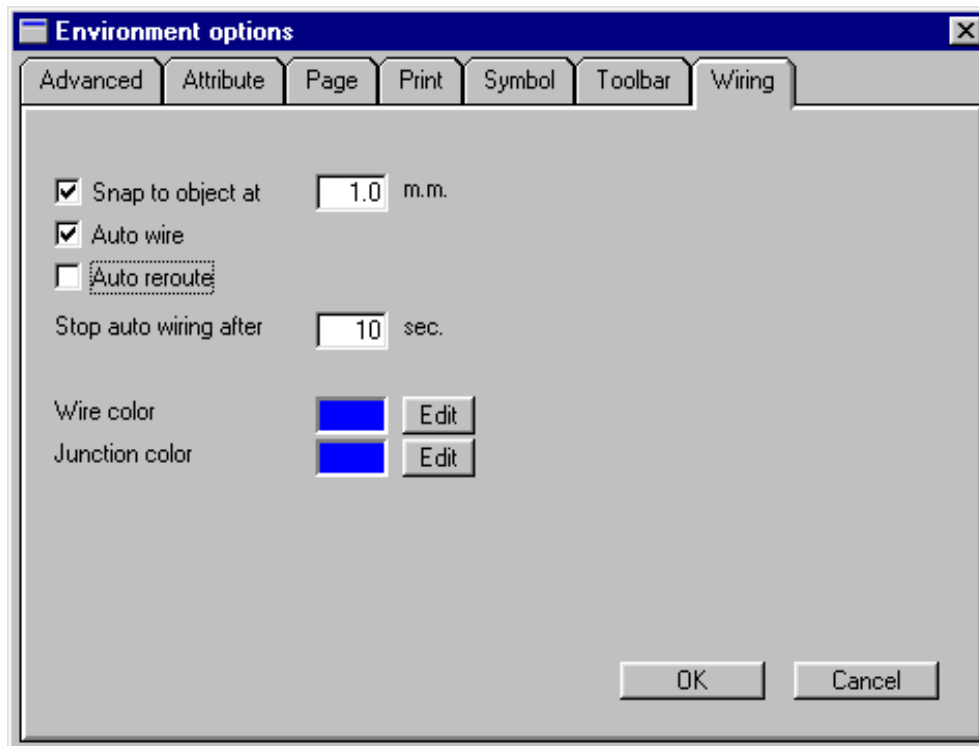 Environment options
Advanced Attribute Page Print Symbol Toolbar Wiring
Snap to object at 1.0 m.m.
Auto wire
Auto reroute
Stop auto wiring after 10 sec.
Wire color Edit
Junction color Edit
OK Cancel